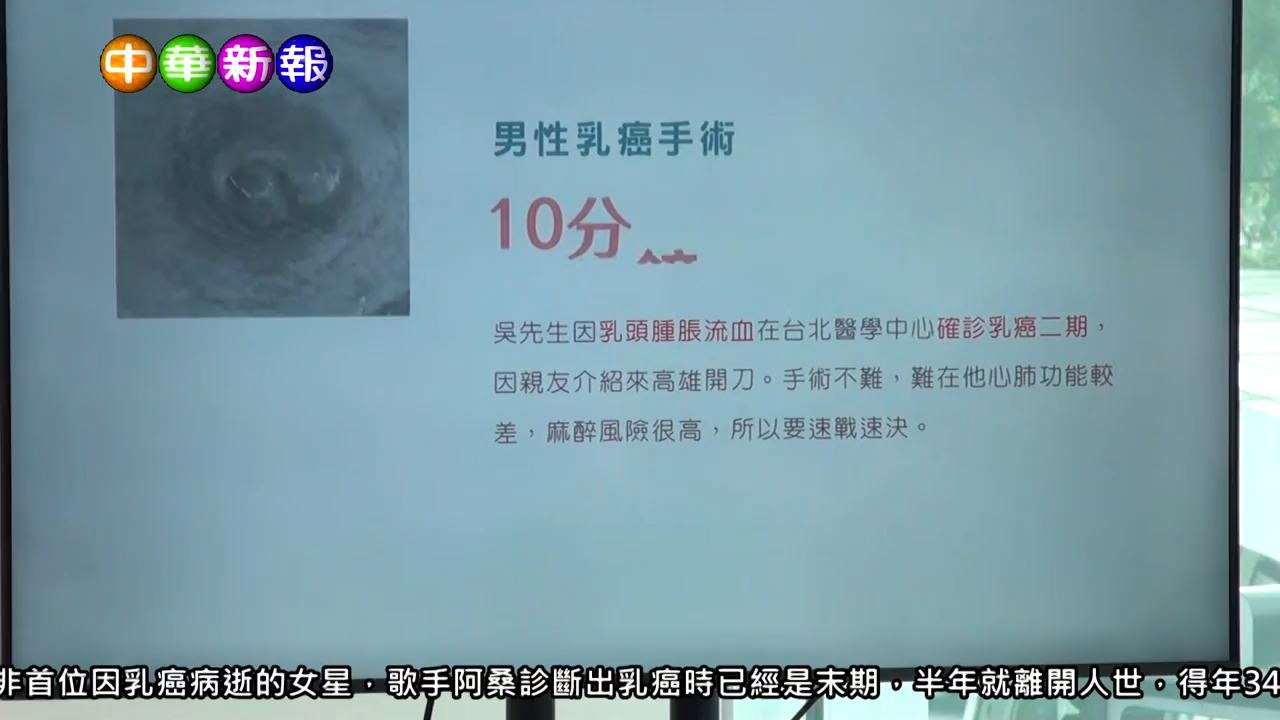 中華新報
男性乳癌手術
10分
吳先生因乳頭腫脹流血在台北醫學中心確診乳癌二期，
因親友介紹來高雄開刀。手術不難，難在他心肺功能較
差，麻醉風險很高，所以要速戰速決。
非首位因乳癌病逝的女星，歌手阿桑診斷出乳癌時已經是末期，半年就離開人世，得年34